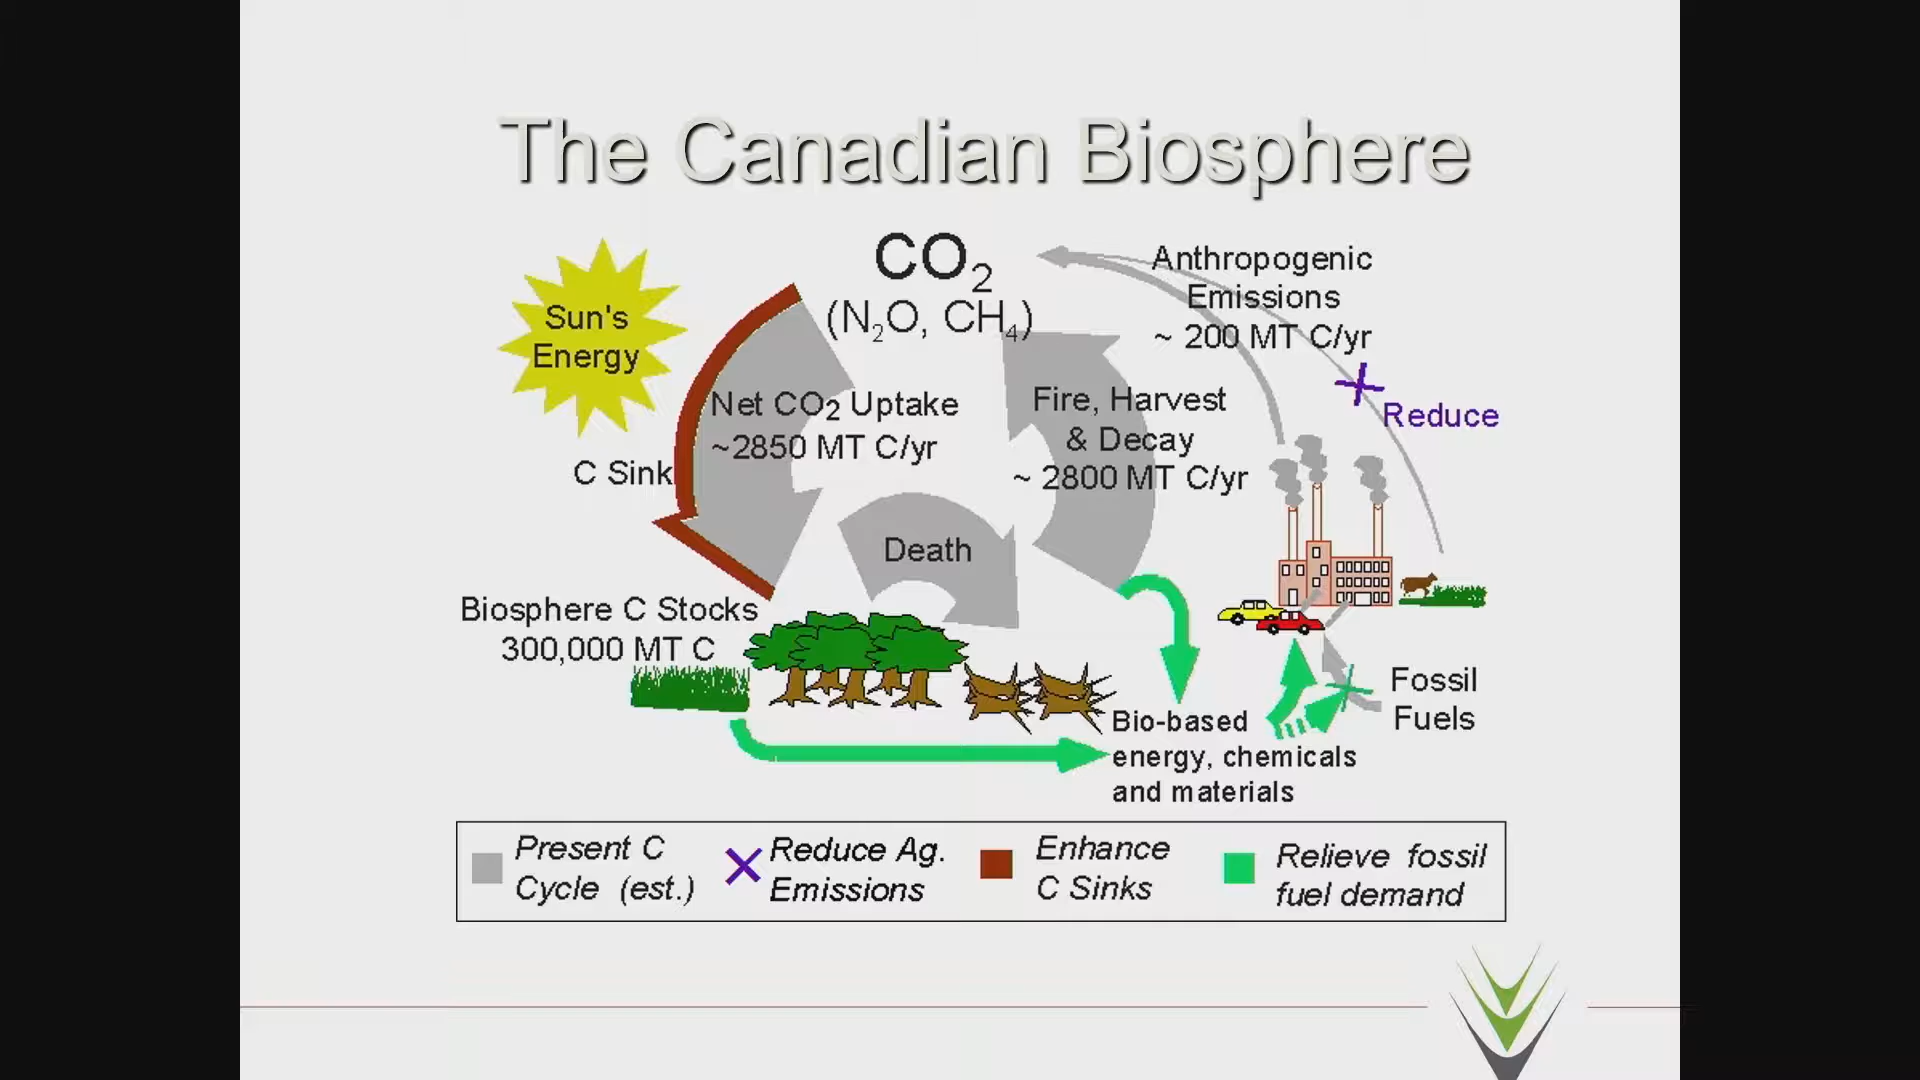 The Canadian Biosphere
CO2
(N2O, CH4)
Sun's
Energy
Anthropogenic
Emissions
~ 200 MT C/yr
Reduce
Net CO2 Uptake
~2850 MT C/yr
Fire, Harvest
& Decay
~ 2800 MT C/yr
C Sink
Death
Biosphere C Stocks
300,000 MT C
Fossil
Fuels
Bio-based
energy, chemicals
and materials
Present C
Cycle (est.)
Reduce Ag.
Emissions
Enhance
C Sinks
Relieve fossil
fuel demand